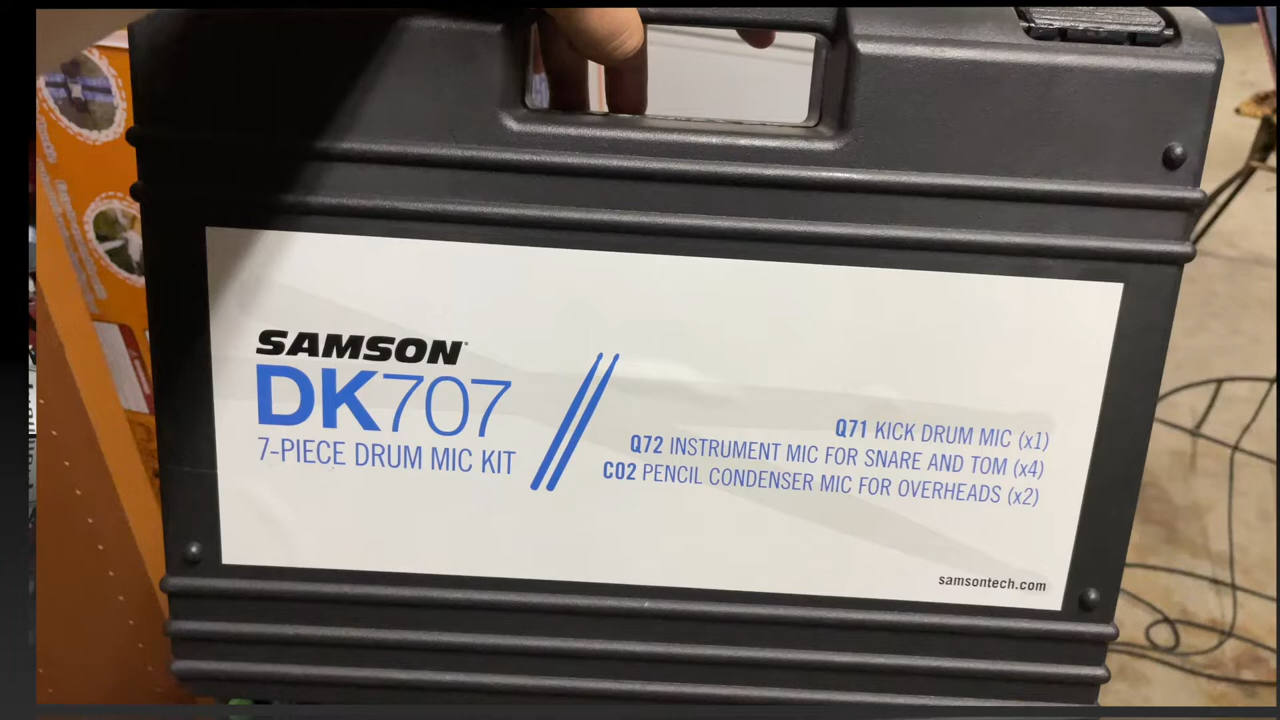 SAMSON
DK707
7-PIECE DRUM MIC KIT
Q71 KICK DRUM MIC (x1)
Q72 INSTRUMENT MIC FOR SNARE AND TOM (x4)
C02 PENCIL CONDENSER MIC FOR OVERHEADS (x2)
samsontech.com